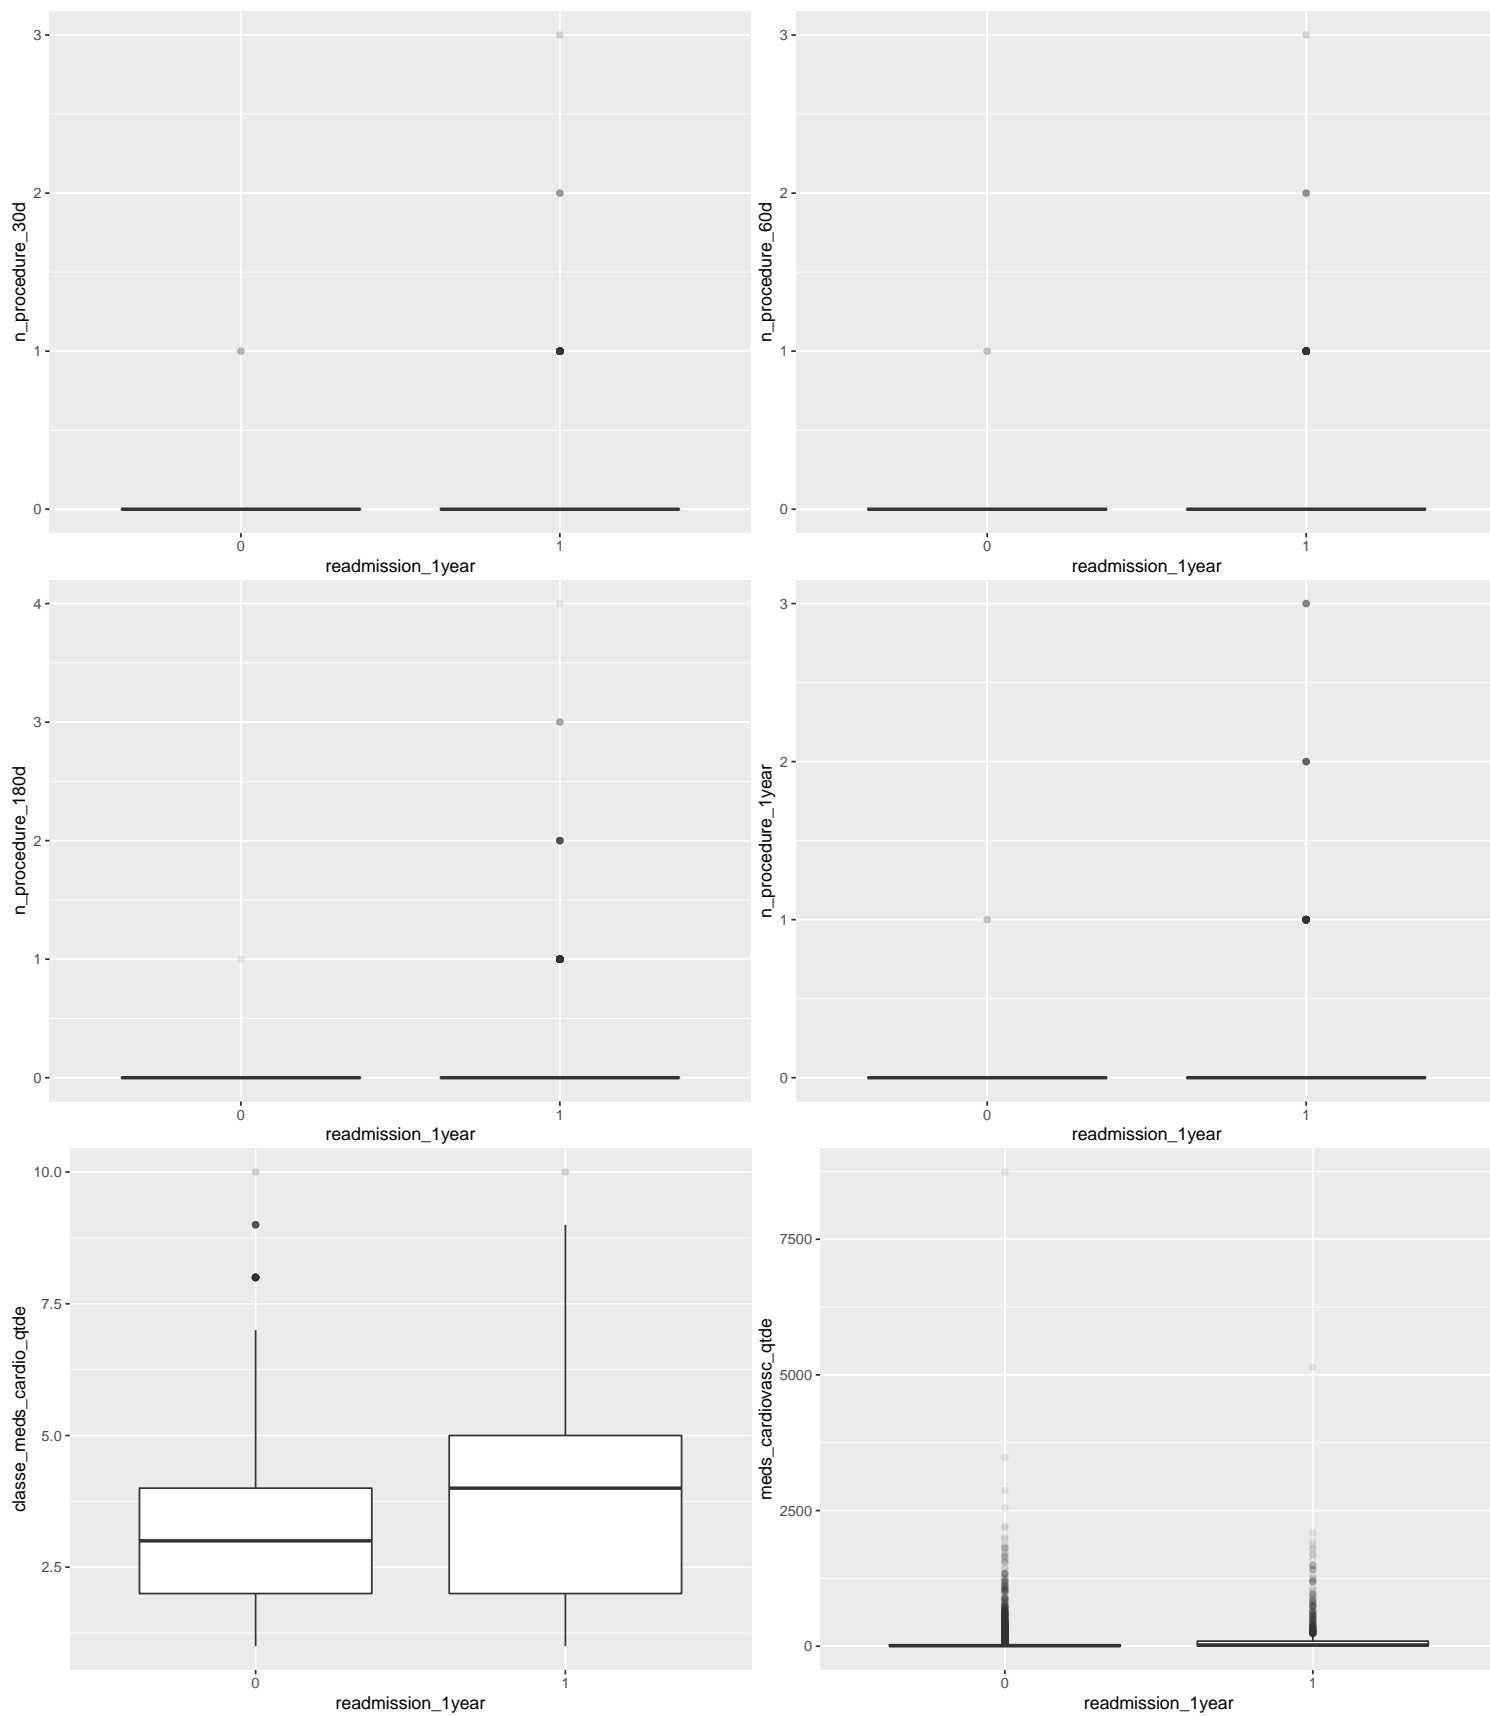 n_procedure_30d
3
2
1
0
0 1
readmission_1year
n_procedure_60d
3
2
1
0
0 1
readmission_1year
n_procedure_180d
4
3
2
1
0
0 1
readmission_1year
n_procedure_1year
3
2
1
0
0 1
readmission_1year
classe_meds_cardio_qtde
10.0
7.5
5.0
2.5
0 1
readmission_1year
meds_cardiovasc_qtde
7500
5000
2500
0
0 1
readmission_1year